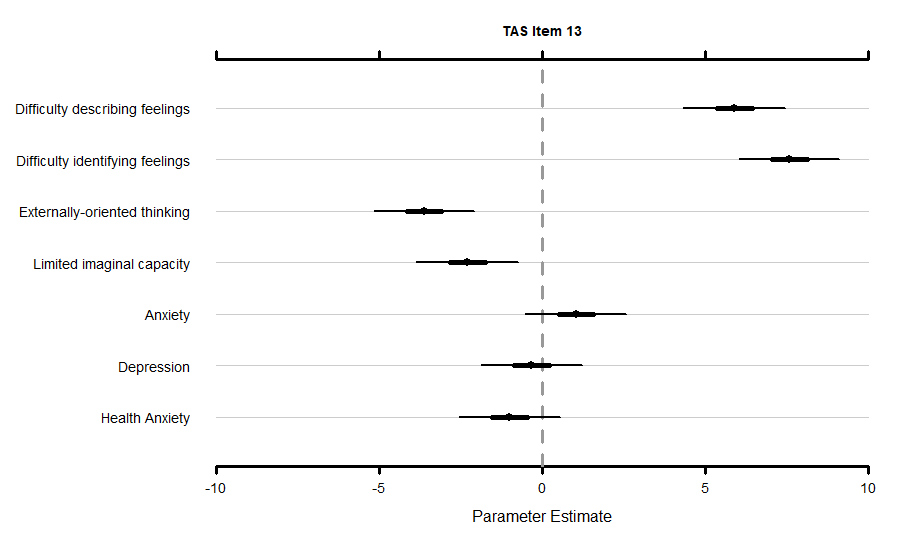 TAS Item 13
Difficulty describing feelings
Difficulty identifying feelings
Externally-oriented thinking
Limited imaginal capacity
Anxiety
Depression
Health Anxiety
-10 -5 0 5 10
Parameter Estimate